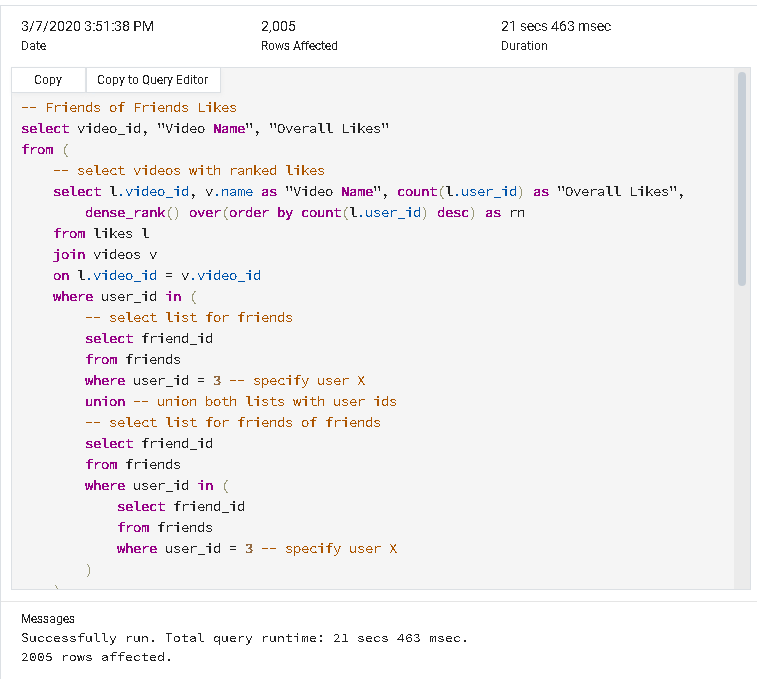 3/7/2020 3:51:38 PM 2,005 21 secs 463 msec
Date Rows Affected Duration
Copy Copy to Query Editor
-- Friends of Friends Likes
select video_id, "Video Name", "Overall Likes"
from (
-- select videos with ranked likes
select l.video_id, v.name as "Video Name", count(l.user_id) as "Overall Likes",
dense_rank() over(order by count(l.user_id) desc) as rn
from likes l
join videos v
on l.video_id = v.video_id
where user_id in (
-- select list for friends
select friend_id
from friends
where user_id = 3 -- specify user X
union -- union both lists with user ids
-- select list for friends of friends
select friend_id
from friends
where user_id in (
select friend_id
from friends
where user_id = 3 -- specify user X
)
)
Messages
Successfully run. Total query runtime: 21 secs 463 msec.
2005 rows affected.